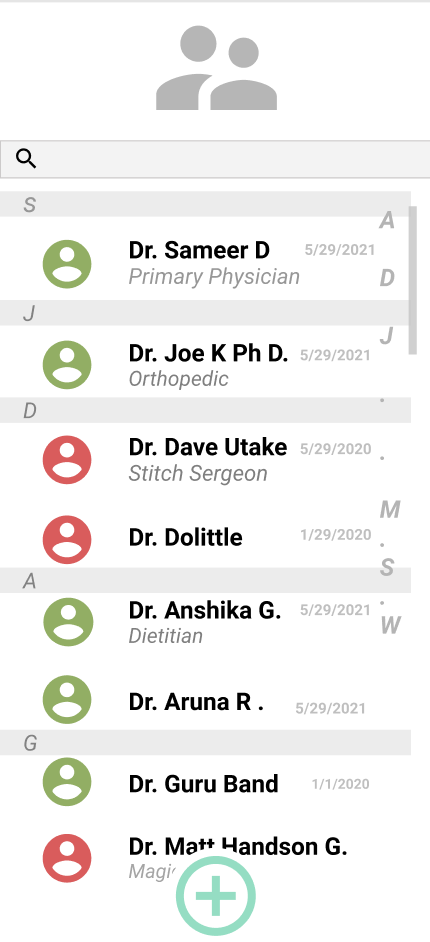 S
A
Dr. Sameer D 5/29/2021
Primary Physician
D
J
J
Dr. Joe K Ph D. 5/29/2021
Orthopedic
.
D
Dr. Dave Utake 5/29/2020
.
Stitch Sergeon
M
Dr. Dolittle 1/29/2020
.
S
A
.
Dr. Anshika G. 5/29/2021
W
Dietitian
Dr. Aruna R . 5/29/2021
G
Dr. Guru Band 1/1/2020
Dr. Matt Handson G.